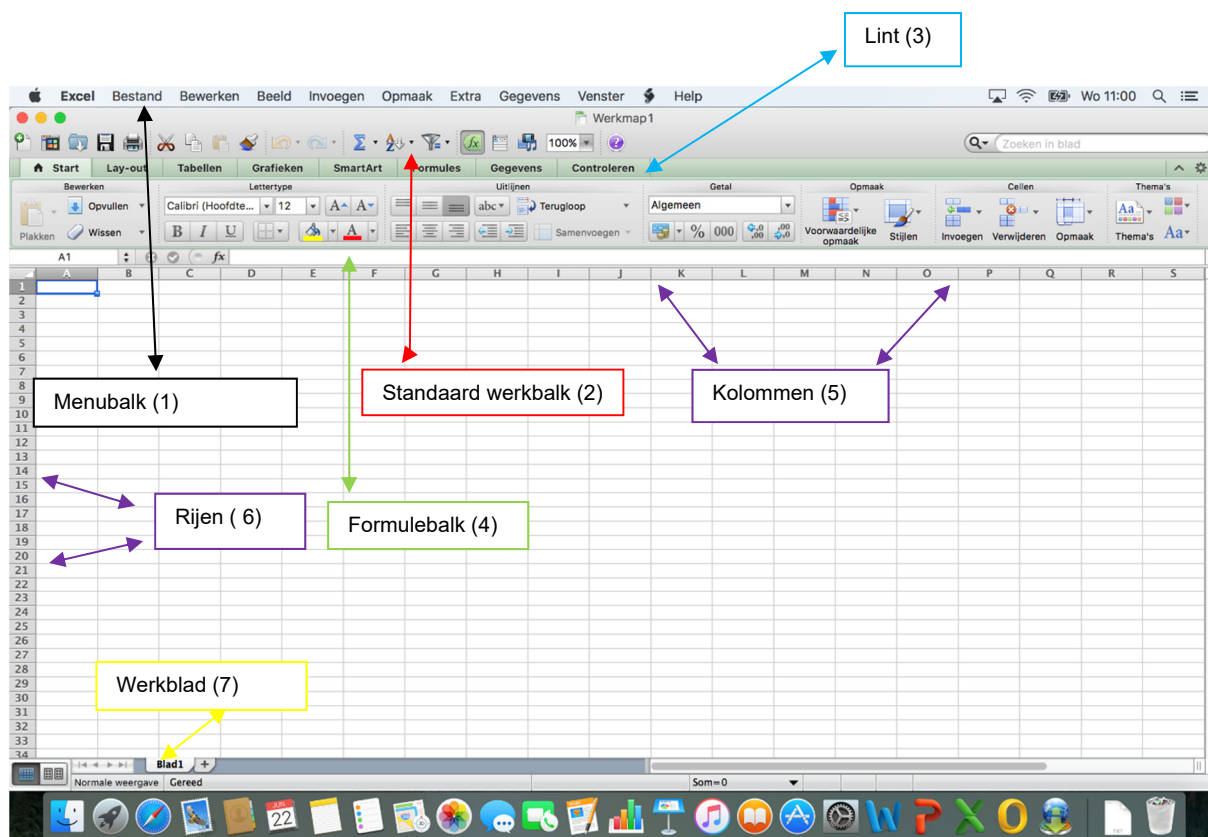 Lint (3)
Excel Bestand Bewerken Beeld Invoegen Opmaak Extra Gegevens Venster Help Wo 11:00
Werkmap1
100% Zoeken in blad
Start Lay-out Tabellen Grafieken SmartArt Formules Gegevens Controleren
Bewerken Lettertype Uitlijnen Getal Opmaak Cellen Thema's
Opvullen Calibri (Hoofdte... 12 A A abc Terugloop Algemeen
Plakken Wissen B I U A Samenvoegen % 000 Voorwaardelijke opmaak Stijlen Invoegen Verwijderen Opmaak Thema's Aa
A1 fx
A B C D E F G H I J K L M N O P Q R S
1
2
3
4
5
6
7
8
9
10
11
12
13
14
15
16
17
18
19
20
21
22
23
24
25
26
27
28
29
30
31
32
33
34
Menubalk (1)
Standaard werkbalk (2)
Kolommen (5)
Rijen ( 6)
Formulebalk (4)
Werkblad (7)
Blad1
Normale weergave Gereed Som=0
JUN
22